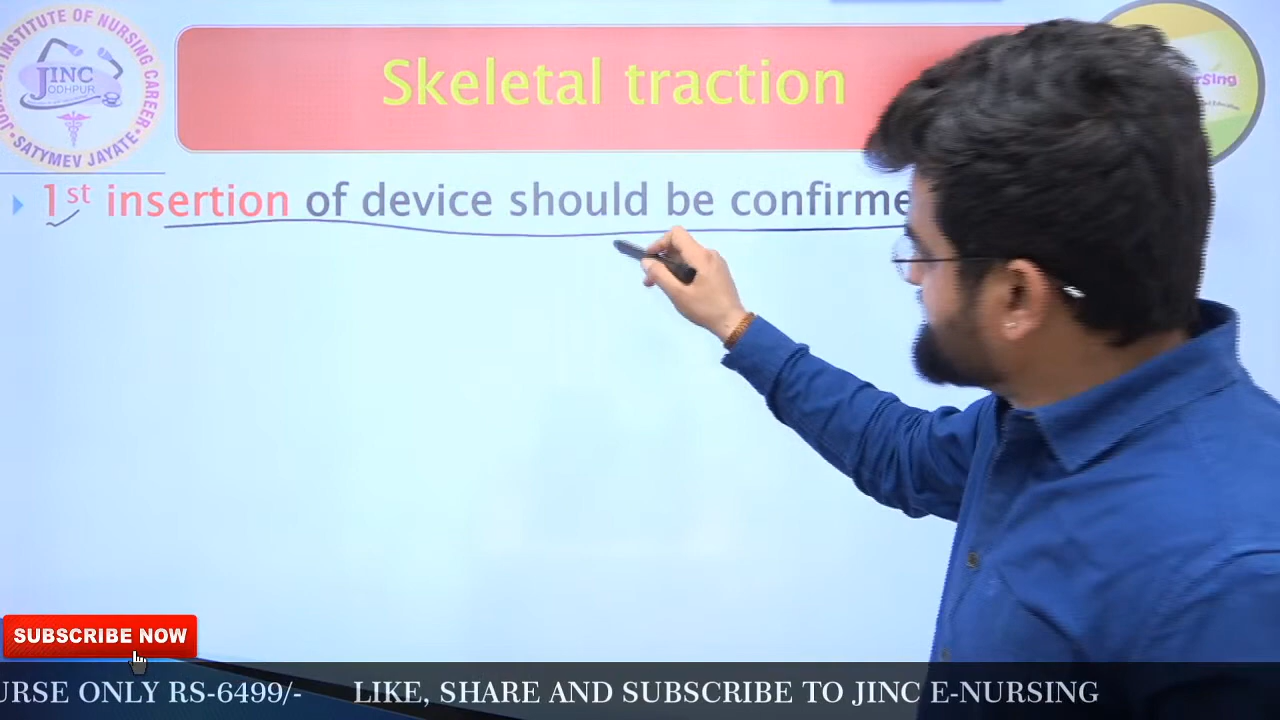 INSTITUTE OF NURSING CAREER
JINC
JODHPUR
SATYMEV JAYATE
Skeletal traction
1st insertion of device should be confirme
SUBSCRIBE NOW
URSE ONLY RS-6499/- LIKE, SHARE AND SUBSCRIBE TO JINC E-NURSING